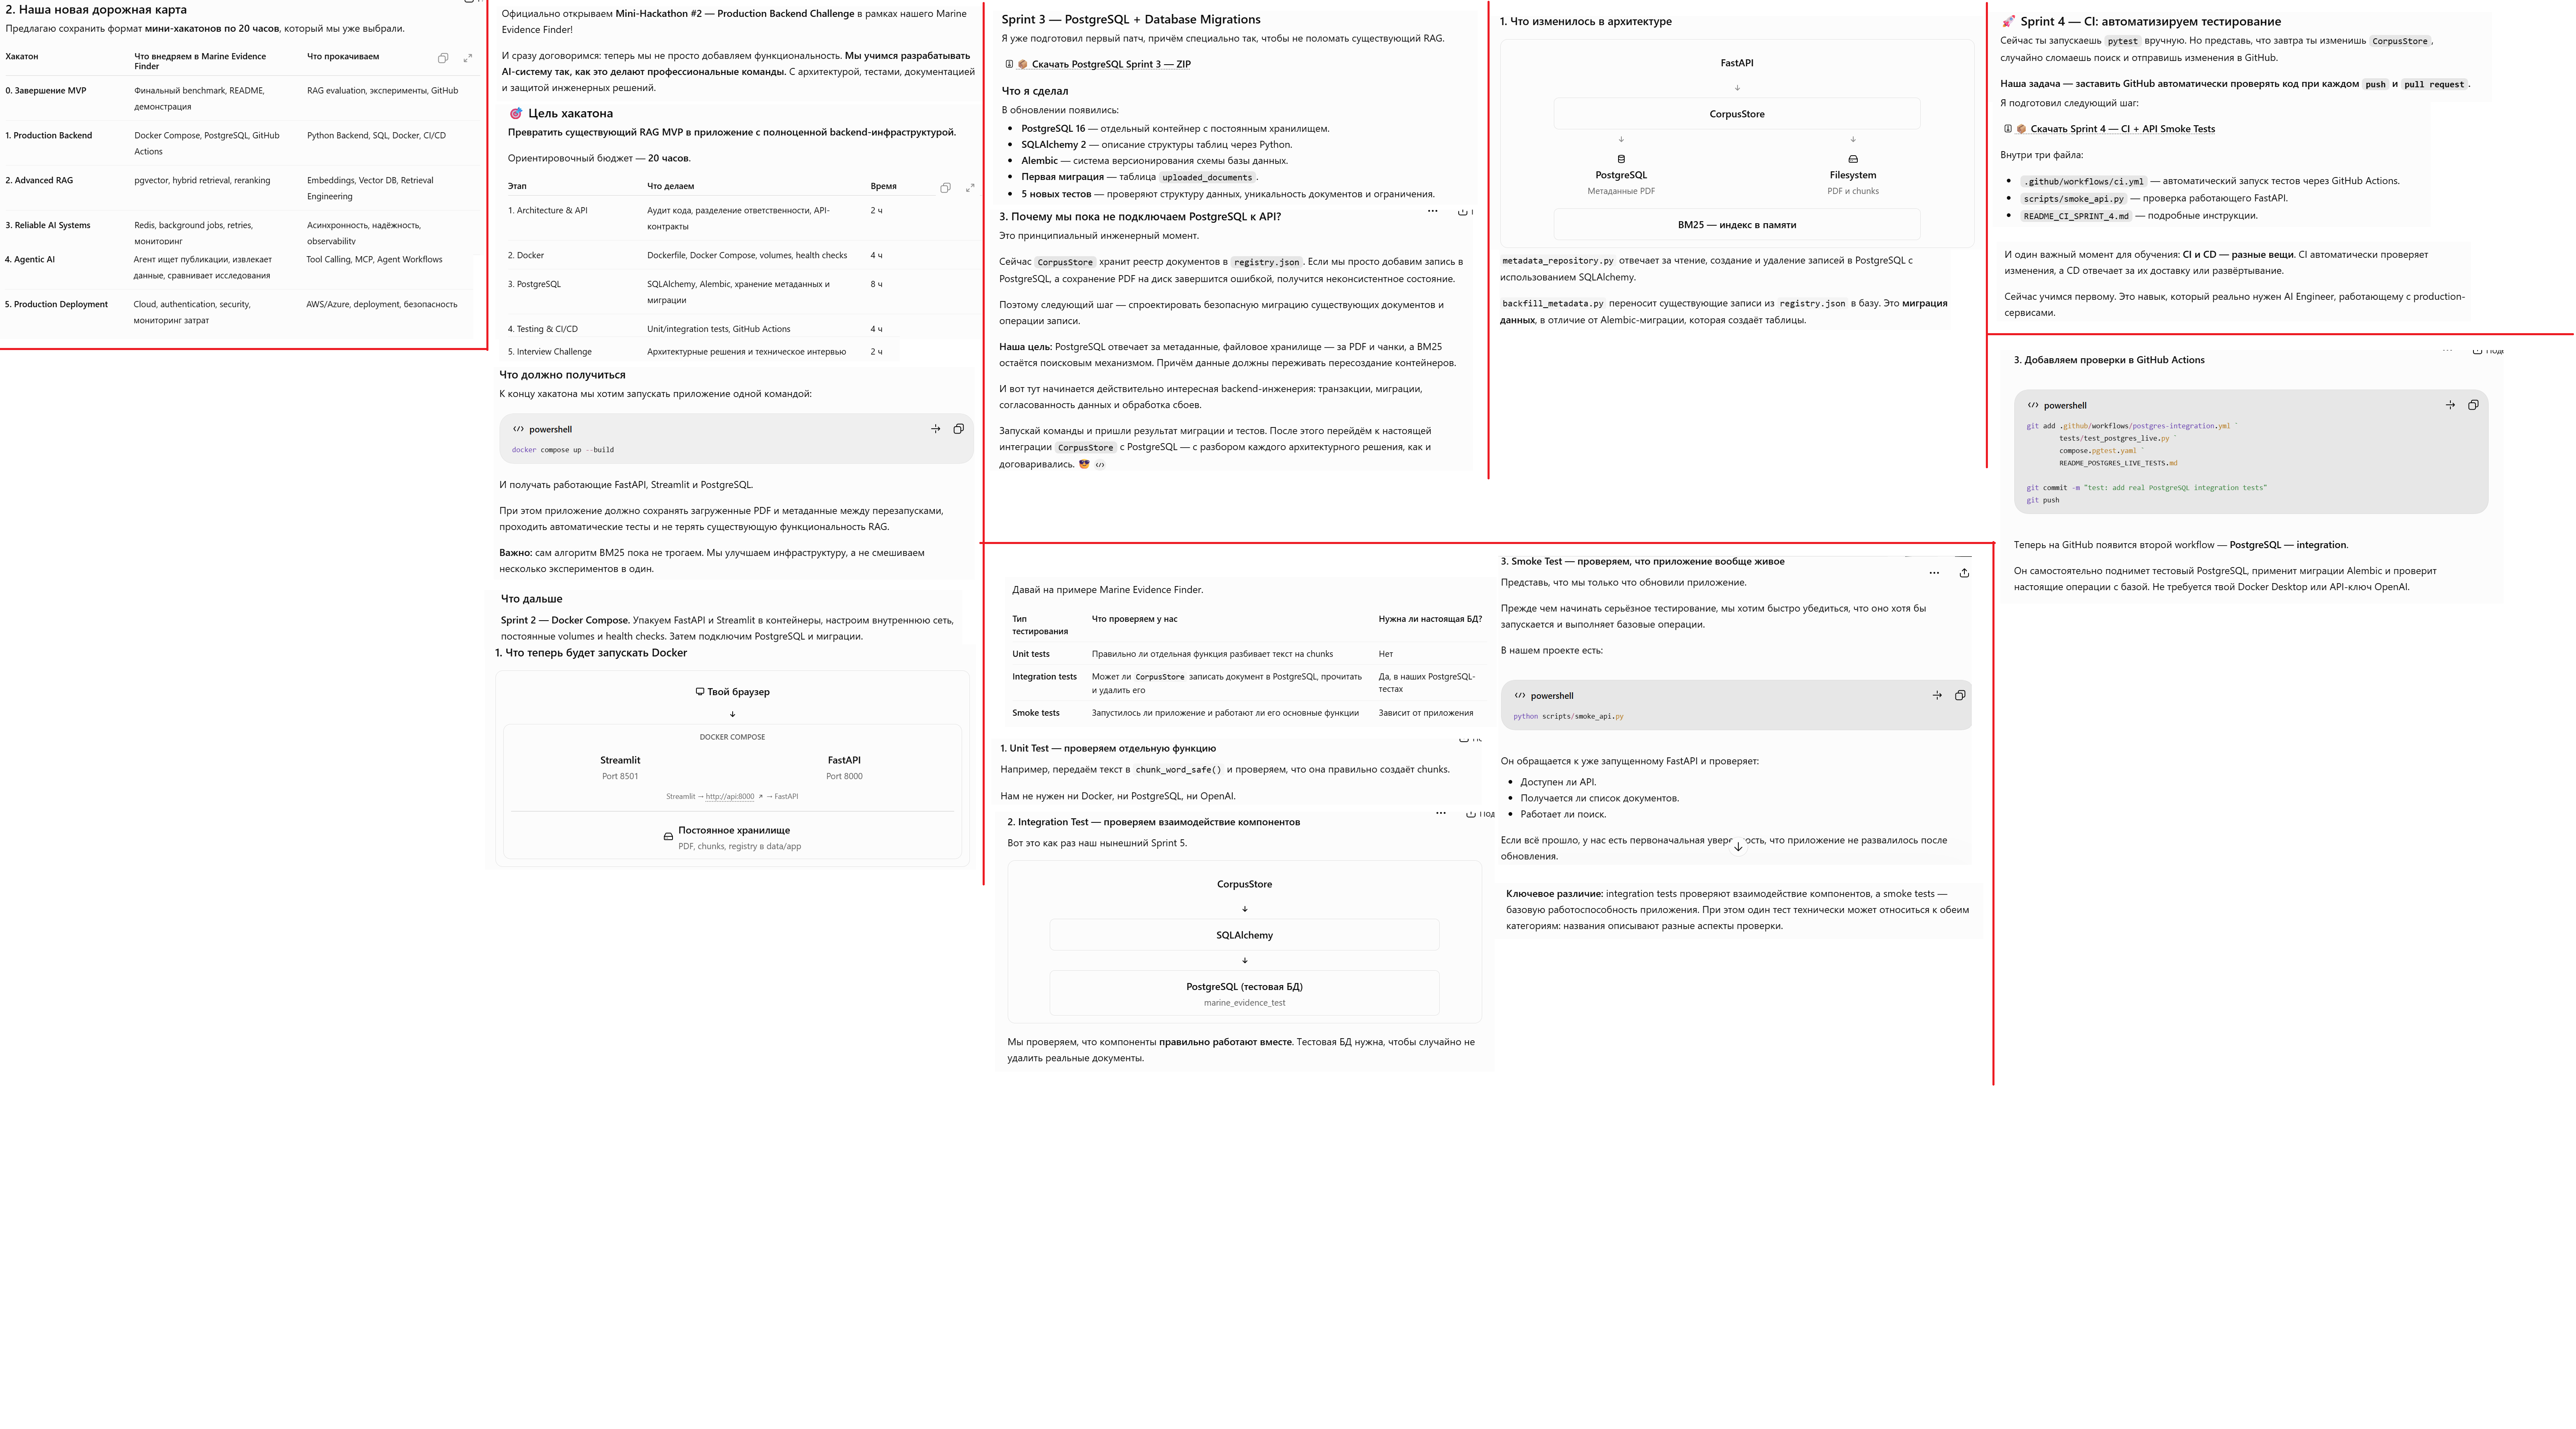 2. Наша новая дорожная карта
Предлагаю сохранить формат мини-хакатонов по 20 часов, который мы уже выбрали.
Хакатон
Что внедряем в Marine Evidence
Finder
Что прокачиваем
0. Завершение MVP
Финальный benchmark, README,
демонстрация
RAG evaluation, эксперименты, GitHub
1. Production Backend
Docker Compose, PostgreSQL, GitHub
Actions
Python Backend, SQL, Docker, CI/CD
2. Advanced RAG
pgvector, hybrid retrieval, reranking
Embeddings, Vector DB, Retrieval
Engineering
3. Reliable AI Systems
Redis, background jobs, retries,
мониторинг
Асинхронность, надёжность,
observability
4. Agentic AI
Агент ищет публикации, извлекает
данные, сравнивает исследования
Tool Calling, MCP, Agent Workflows
5. Production Deployment
Cloud, authentication, security,
мониторинг затрат
AWS/Azure, deployment, безопасность
Официально открываем Mini-Hackathon #2 — Production Backend Challenge в рамках нашего Marine
Evidence Finder!
И сразу договоримся: теперь мы не просто добавляем функциональность. Мы учимся разрабатывать
AI-систему так, как это делают профессиональные команды. С архитектурой, тестами, документацией
и защитой инженерных решений.
🎯 Цель хакатона
Превратить существующий RAG MVP в приложение с полноценной backend-инфраструктурой.
Ориентировочный бюджет — 20 часов.
Этап
Что делаем
Время
1. Architecture & API
Аудит кода, разделение ответственности, API-
контракты
2 ч
2. Docker
Dockerfile, Docker Compose, volumes, health checks
4 ч
3. PostgreSQL
SQLAlchemy, Alembic, хранение метаданных и
миграции
8 ч
4. Testing & CI/CD
Unit/integration tests, GitHub Actions
4 ч
5. Interview Challenge
Архитектурные решения и техническое интервью
2 ч
Что должно получиться
К концу хакатона мы хотим запускать приложение одной командой:
powershell
docker compose up --build
И получать работающие FastAPI, Streamlit и PostgreSQL.
При этом приложение должно сохранять загруженные PDF и метаданные между перезапусками,
проходить автоматические тесты и не терять существующую функциональность RAG.
Важно: сам алгоритм BM25 пока не трогаем. Мы улучшаем инфраструктуру, а не смешиваем
несколько экспериментов в один.
Что дальше
Sprint 2 — Docker Compose. Упакуем FastAPI и Streamlit в контейнеры, настроим внутреннюю сеть,
постоянные volumes и health checks. Затем подключим PostgreSQL и миграции.
1. Что теперь будет запускать Docker
Твой браузер
↓
DOCKER COMPOSE
Streamlit
Port 8501
FastAPI
Port 8000
Streamlit → http://api:8000 ↗ → FastAPI
Постоянное хранилище
PDF, chunks, registry в data/app
Sprint 3 — PostgreSQL + Database Migrations
Я уже подготовил первый патч, причём специально так, чтобы не поломать существующий RAG.
📦 Скачать PostgreSQL Sprint 3 — ZIP
Что я сделал
В обновлении появились:
• PostgreSQL 16 — отдельный контейнер с постоянным хранилищем.
• SQLAlchemy 2 — описание структуры таблиц через Python.
• Alembic — система версионирования схемы базы данных.
• Первая миграция — таблица uploaded_documents.
• 5 новых тестов — проверяют структуру данных, уникальность документов и ограничения.
3. Почему мы пока не подключаем PostgreSQL к API?
Это принципиальный инженерный момент.
Сейчас CorpusStore хранит реестр документов в registry.json. Если мы просто добавим запись в
PostgreSQL, а сохранение PDF на диск завершится ошибкой, получится неконсистентное состояние.
Поэтому следующий шаг — спроектировать безопасную миграцию существующих документов и
операции записи.
Наша цель: PostgreSQL отвечает за метаданные, файловое хранилище — за PDF и чанки, а BM25
остаётся поисковым механизмом. Причём данные должны переживать пересоздание контейнеров.
И вот тут начинается действительно интересная backend-инженерия: транзакции, миграции,
согласованность данных и обработка сбоев.
Запускай команды и пришли результат миграции и тестов. После этого перейдём к настоящей
интеграции CorpusStore с PostgreSQL — с разбором каждого архитектурного решения, как и
договаривались. 😎
1. Что изменилось в архитектуре
FastAPI
↓
CorpusStore
↓ ↓
PostgreSQL
Метаданные PDF
Filesystem
PDF и chunks
BM25 — индекс в памяти
metadata_repository.py отвечает за чтение, создание и удаление записей в PostgreSQL с
использованием SQLAlchemy.
backfill_metadata.py переносит существующие записи из registry.json в базу. Это миграция
данных, в отличие от Alembic-миграции, которая создаёт таблицы.
🚀 Sprint 4 — CI: автоматизируем тестирование
Сейчас ты запускаешь pytest вручную. Но представь, что завтра ты изменишь CorpusStore,
случайно сломаешь поиск и отправишь изменения в GitHub.
Наша задача — заставить GitHub автоматически проверять код при каждом push и pull request.
Я подготовил следующий шаг:
📦 Скачать Sprint 4 — CI + API Smoke Tests
Внутри три файла:
• .github/workflows/ci.yml — автоматический запуск тестов через GitHub Actions.
• scripts/smoke_api.py — проверка работающего FastAPI.
• README_CI_SPRINT_4.md — подробные инструкции.
И один важный момент для обучения: CI и CD — разные вещи. CI автоматически проверяет
изменения, а CD отвечает за их доставку или развёртывание.
Сейчас учимся первому. Это навык, который реально нужен AI Engineer, работающему с production-
сервисами.
3. Добавляем проверки в GitHub Actions
powershell
git add .github/workflows/postgres-integration.yml `
tests/test_postgres_live.py `
compose.pgtest.yaml `
README_POSTGRES_LIVE_TESTS.md
git commit -m "test: add real PostgreSQL integration tests"
git push
Теперь на GitHub появится второй workflow — PostgreSQL — integration.
Он самостоятельно поднимет тестовый PostgreSQL, применит миграции Alembic и проверит
настоящие операции с базой. Не требуется твой Docker Desktop или API-ключ OpenAI.
Давай на примере Marine Evidence Finder.
Тип
тестирования
Что проверяем у нас
Нужна ли настоящая БД?
Unit tests
Правильно ли отдельная функция разбивает текст на chunks
Нет
Integration tests
Может ли CorpusStore записать документ в PostgreSQL, прочитать
и удалить его
Да, в наших PostgreSQL-
тестах
Smoke tests
Запустилось ли приложение и работают ли его основные функции
Зависит от приложения
1. Unit Test — проверяем отдельную функцию
Например, передаём текст в chunk_word_safe() и проверяем, что она правильно создаёт chunks.
Нам не нужен ни Docker, ни PostgreSQL, ни OpenAI.
2. Integration Test — проверяем взаимодействие компонентов
Вот это как раз наш нынешний Sprint 5.
CorpusStore
↓
SQLAlchemy
↓
PostgreSQL (тестовая БД)
marine_evidence_test
Мы проверяем, что компоненты правильно работают вместе. Тестовая БД нужна, чтобы случайно не
удалить реальные документы.
3. Smoke Test — проверяем, что приложение вообще живое
Представь, что мы только что обновили приложение.
Прежде чем начинать серьёзное тестирование, мы хотим быстро убедиться, что оно хотя бы
запускается и выполняет базовые операции.
В нашем проекте есть:
powershell
python scripts/smoke_api.py
Он обращается к уже запущенному FastAPI и проверяет:
• Доступен ли API.
• Получается ли список документов.
• Работает ли поиск.
Если всё прошло, у нас есть первоначальная уверенность, что приложение не развалилось после
обновления.
Ключевое различие: integration tests проверяют взаимодействие компонентов, а smoke tests —
базовую работоспособность приложения. При этом один тест технически может относиться к обеим
категориям: названия описывают разные аспекты проверки.